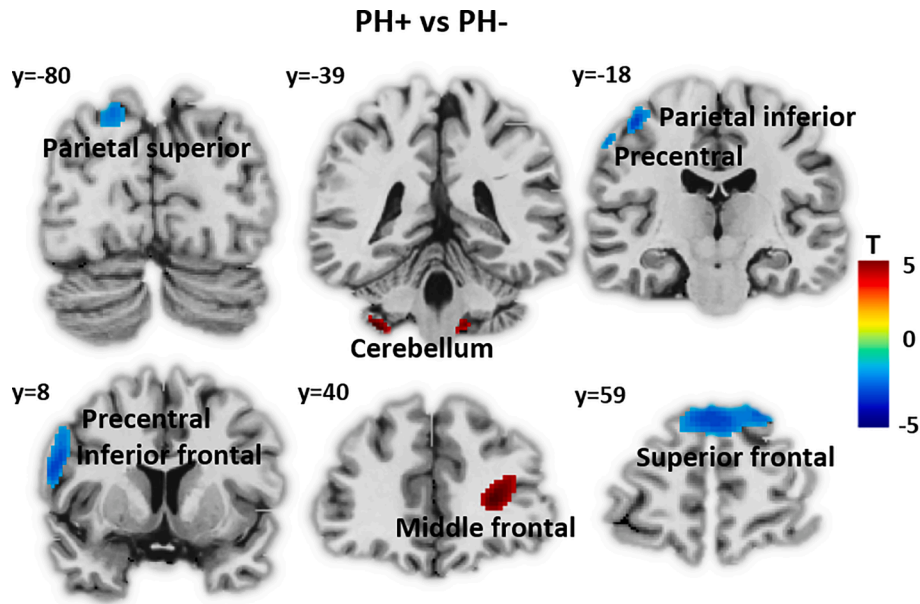 PH+ vs PH-
y=-80
Parietal superior
y=-39
Cerebellum
y=-18
Parietal inferior
Precentral
T
5
0
-5
y=8
Precentral
Inferior frontal
y=40
Middle frontal
y=59
Superior frontal